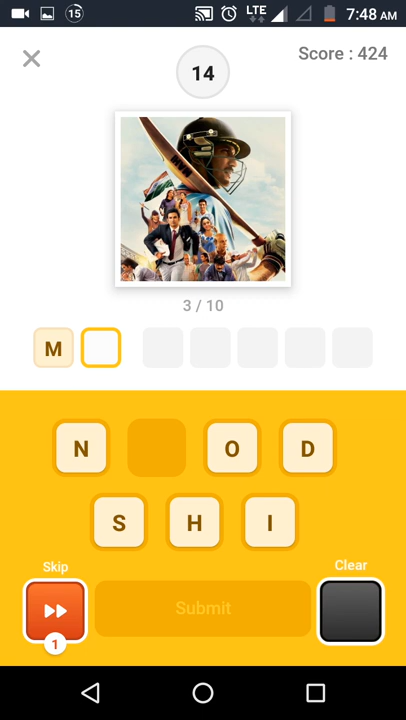 15 LTE 7:48 AM
14
Score : 424
3 / 10
M
N O D
S H I
Skip
Clear
Submit
1